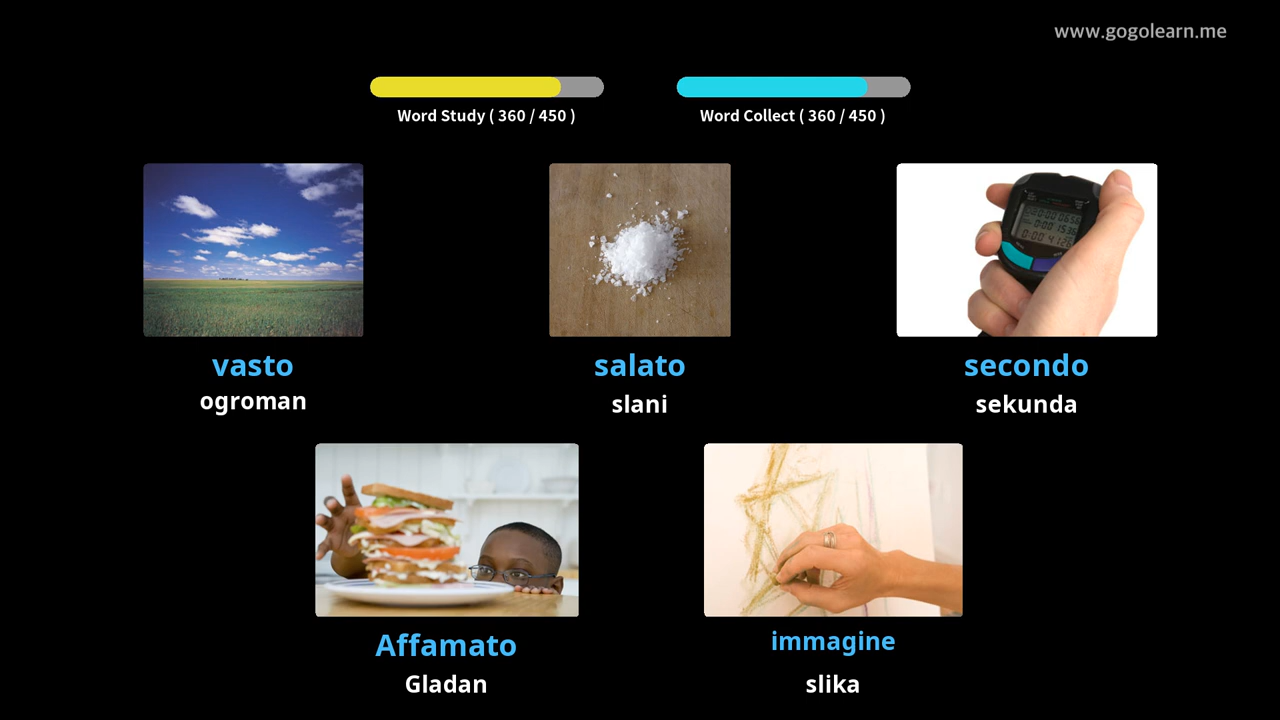 www.gogolearn.me
Word Study ( 360 / 450 )
Word Collect ( 360 / 450 )
vasto
ogroman
salato
slani
secondo
sekunda
Affamato
Gladan
immagine
slika